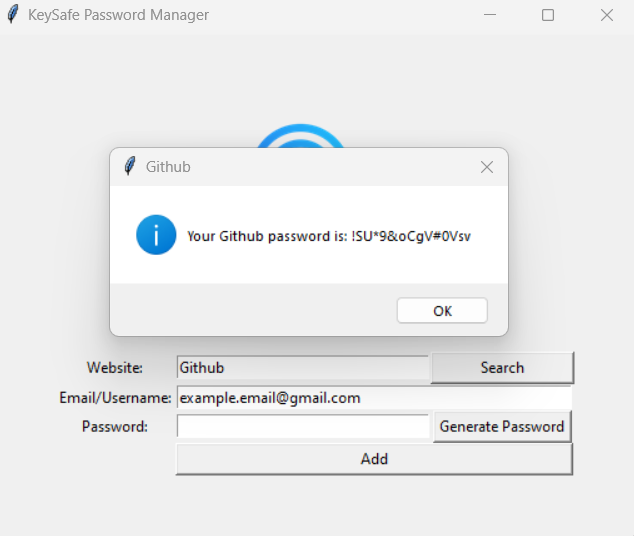 KeySafe Password Manager
Github
Your Github password is: !SU*9&oCgV#0Vsv
OK
Website: Github Search
Email/Username: example.email@gmail.com
Password: Generate Password
Add